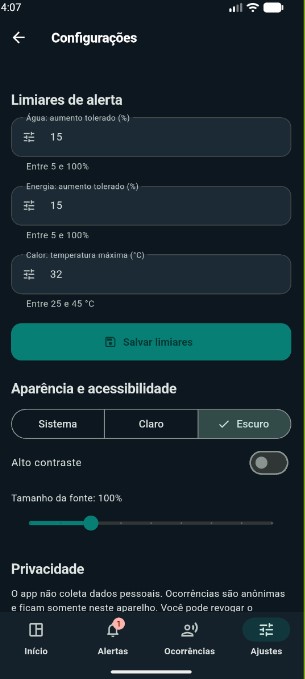 4:07
Configurações
Limiares de alerta
Água: aumento tolerado (%)
15
Entre 5 e 100%
Energia: aumento tolerado (%)
15
Entre 5 e 100%
Calor: temperatura máxima (°C)
32
Entre 25 e 45 °C
Salvar limiares
Aparência e acessibilidade
Sistema Claro Escuro
Alto contraste
Tamanho da fonte: 100%
Privacidade
O app não coleta dados pessoais. Ocorrências são anônimas
e ficam somente neste aparelho. Você pode revogar o
1
Início Alertas Ocorrências Ajustes